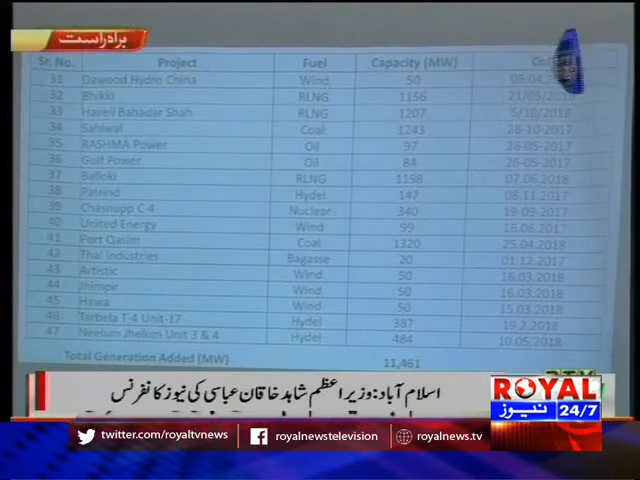 براہ راست
Sr. No. Project Fuel Capacity (MW)
31 Dawood Hydro China Wind 50 05.04
32 Bhikki RLNG 1156 21/05/2018
33 Haveli Bahadar Shah RLNG 1207 5/10/2018
34 Sahiwal Coal 1243 28-10-2017
35 RASHMA Power Oil 97 26-05-2017
36 Gulf Power Oil 84 26-05-2017
37 Balloki RLNG 1198 07.06.2018
38 Patrind Hydel 147 08.11.2017
39 Chasnupp C-4 Nuclear 340 19-09-2017
40 United Energy Wind 99 16.06.2017
41 Port Qasim Coal 1320 25.04.2018
42 Thal industries Bagasse 20 01.12.2017
43 Artistic Wind 50 16.03.2018
44 Jhimpir Wind 50 16.03.2018
45 Hawa Wind 50 15.03.2018
46 Tarbela T-4 Unit-17 Hydel 387 19.2.2018
47 Neelum Jhelum Unit 3 & 4 Hydel 484 10.05.2018
Total Generation Added (MW) 11,461
اسلام آباد: وزیر اعظم شاہد خاقان عباسی کی نیوز کانفرنس
ROYAL
نیوز 24/7
twitter.com/royaltvnews royalnewstelevision royalnews.tv